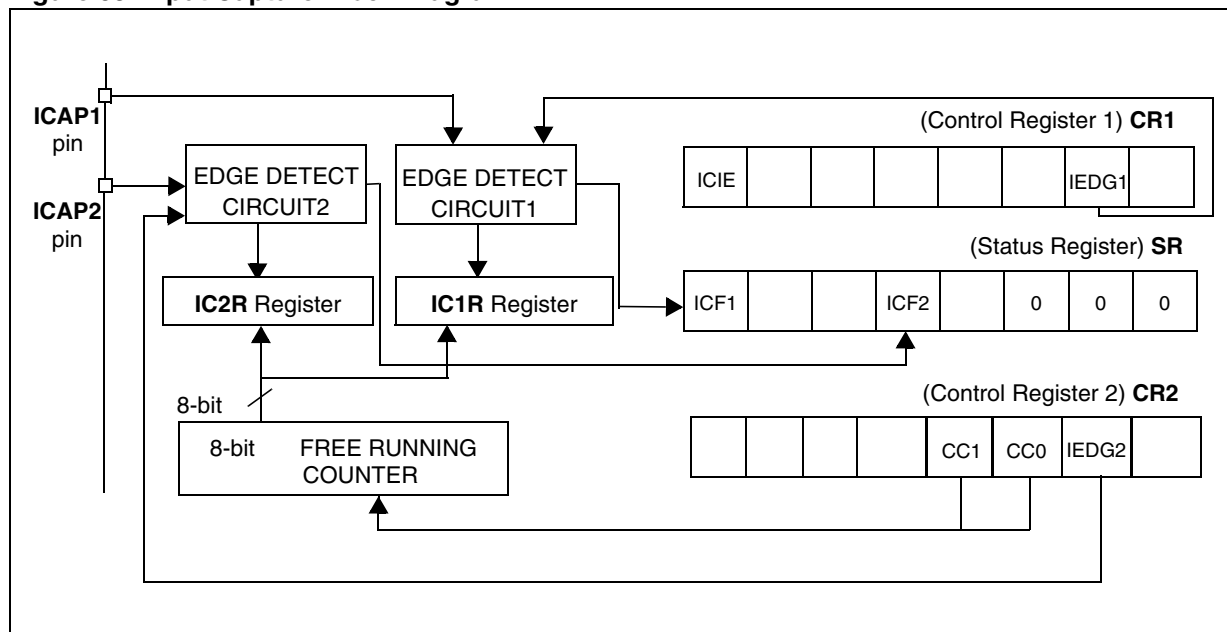 ICAP1
pin
ICAP2
pin
EDGE DETECT
CIRCUIT2
EDGE DETECT
CIRCUIT1
(Control Register 1) CR1
ICIE IEDG1
(Status Register) SR
IC2R Register
IC1R Register
ICF1 ICF2 0 0 0
8-bit
(Control Register 2) CR2
8-bit FREE RUNNING
COUNTER
CC1 CC0 IEDG2